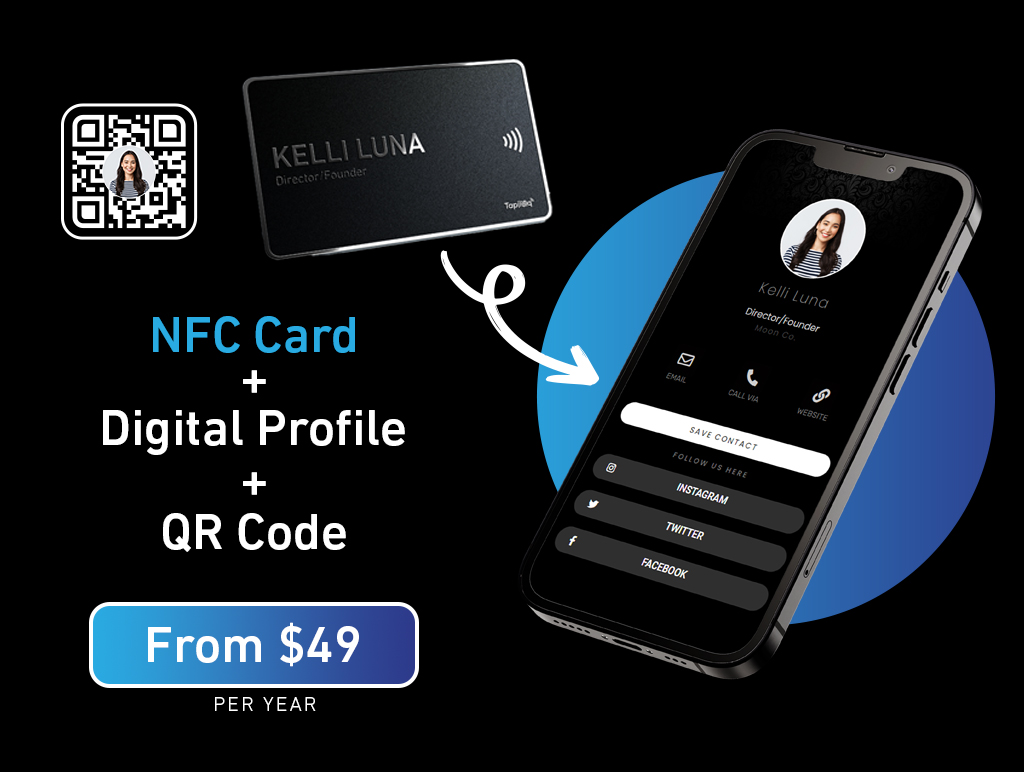 KELLI LUNA
Director/Founder
NFC Card
+
Digital Profile
+
QR Code
From $49
PER YEAR
Kelli Luna
Director/Founder
Moon Co.
EMAIL
CALL VIA
WEBSITE
SAVE CONTACT
FOLLOW US HERE
INSTAGRAM
TWITTER
FACEBOOK